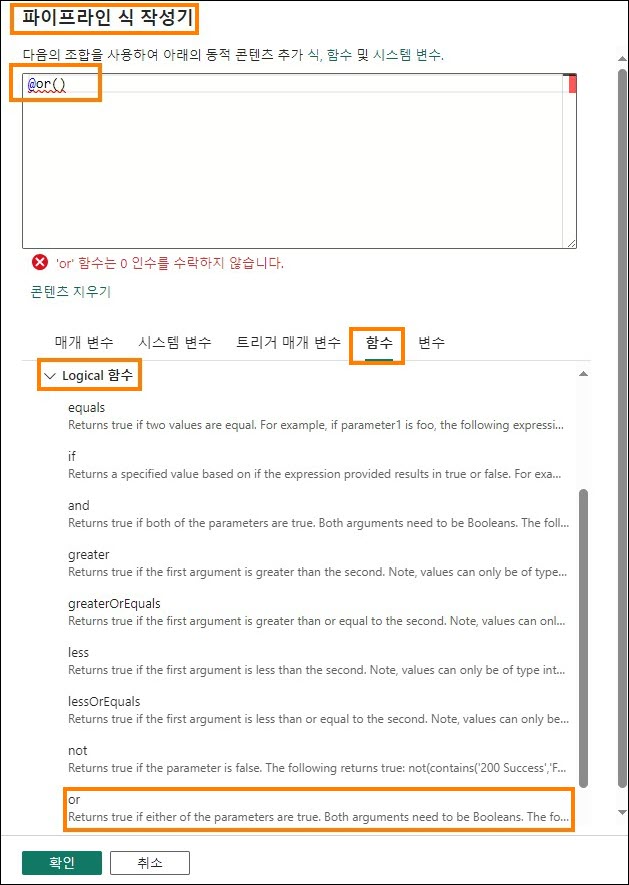 파이프라인 식 작성기
다음의 조합을 사용하여 아래의 동적 콘텐츠 추가 식, 함수 및 시스템 변수.
@or()
'or' 함수는 0 인수를 수락하지 않습니다.
콘텐츠 지우기
매개 변수 시스템 변수 트리거 매개 변수 함수 변수
Logical 함수
equals
Returns true if two values are equal. For example, if parameter1 is foo, the following expressi...
if
Returns a specified value based on if the expression provided results in true or false. For exa...
and
Returns true if both of the parameters are true. Both arguments need to be Booleans. The foll...
greater
Returns true if the first argument is greater than the second. Note, values can only be of type...
greaterOrEquals
Returns true if the first argument is greater than or equal to the second. Note, values can onl...
less
Returns true if the first argument is less than the second. Note, values can only be of type int...
lessOrEquals
Returns true if the first argument is less than or equal to the second. Note, values can only be...
not
Returns true if the parameter is false. The following returns true: not(contains('200 Success','F...
or
Returns true if either of the parameters are true. Both arguments need to be Booleans. The fo...
확인 취소